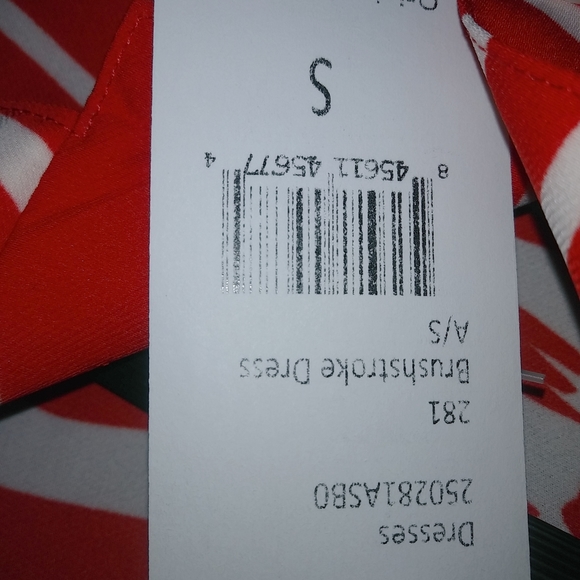 Dresses
250281ASB0
281
Brushstroke Dress
A/S
8 45611 45677 4
S